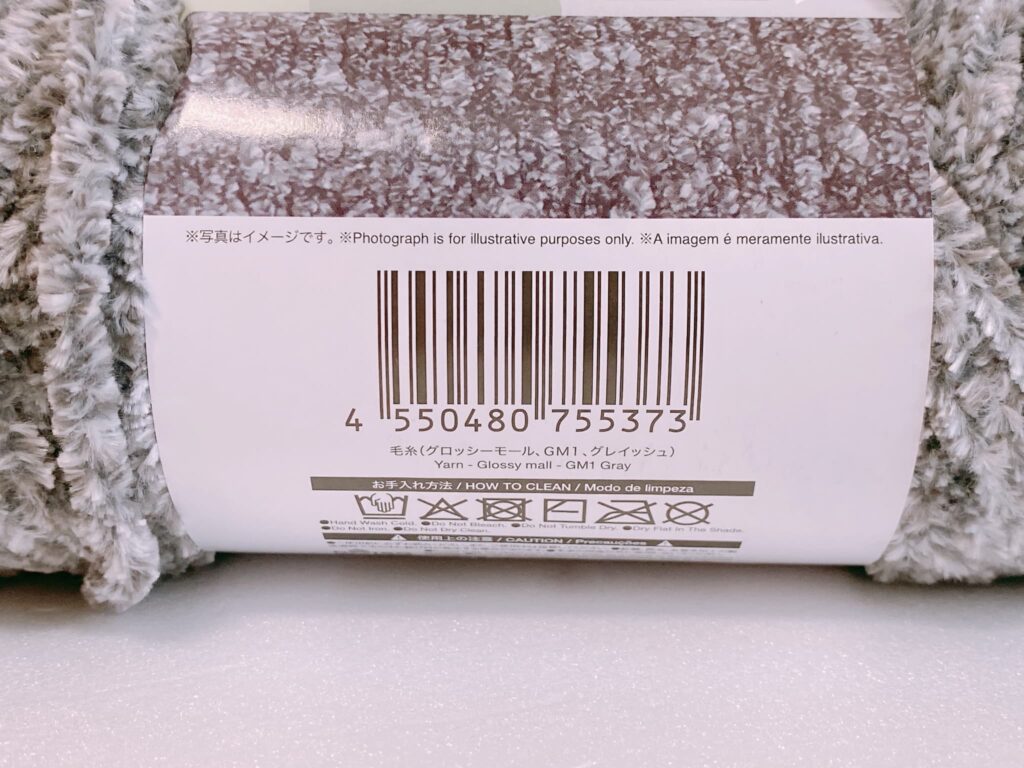 ※写真はイメージです。 ※Photograph is for illustrative purposes only. ※A imagem é meramente ilustrativa.
4 550480 755373
毛糸(グロッシーモール、GM1、グレイッシュ)
Yarn - Glossy mall - GM1 Gray
お手入れ方法 / HOW TO CLEAN / Modo de limpeza
●Hand Wash Cold. ●Do Not Bleach. ●Do Not Tumble Dry. ●Dry Flat In The Shade.
●Do Not Iron. ●Do Not Dry Clean.
使用上の注意 / CAUTION / Precauções